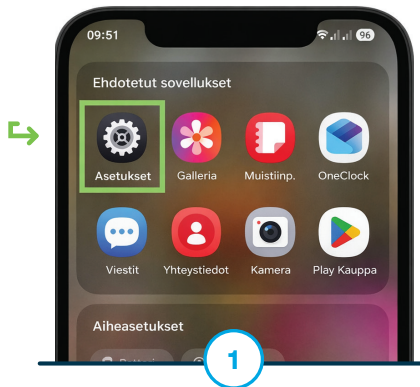 09:51
96
Ehdotetut sovellukset
Asetukset Galleria Muistiinp. OneClock
Viestit Yhteystiedot Kamera Play Kauppa
Aiheasetukset
1